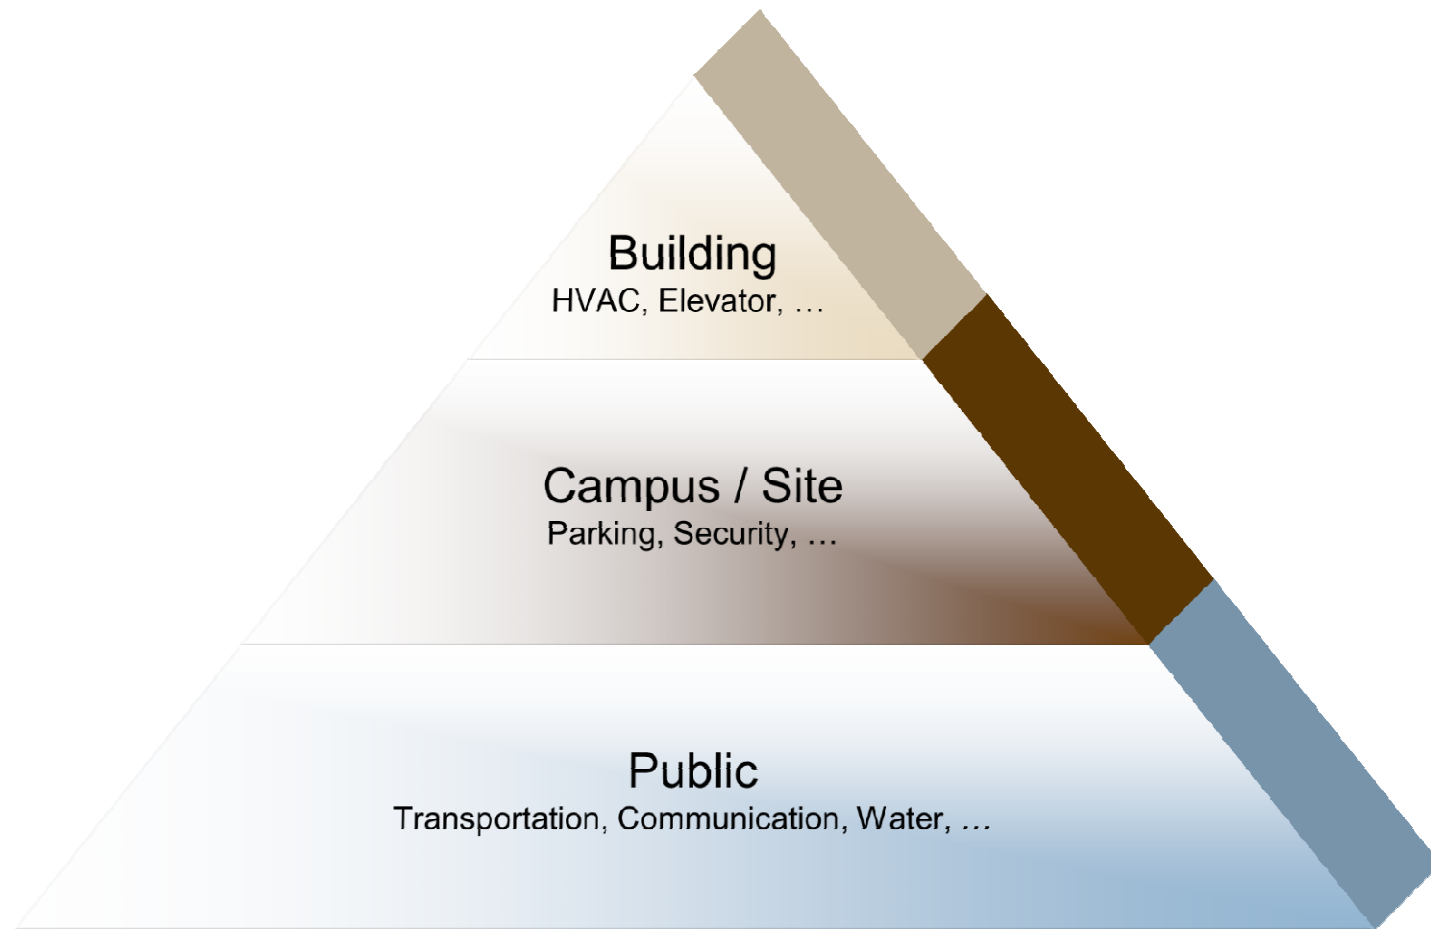 Building
HVAC, Elevator, …
Campus / Site
Parking, Security, …
Public
Transportation, Communication, Water, …